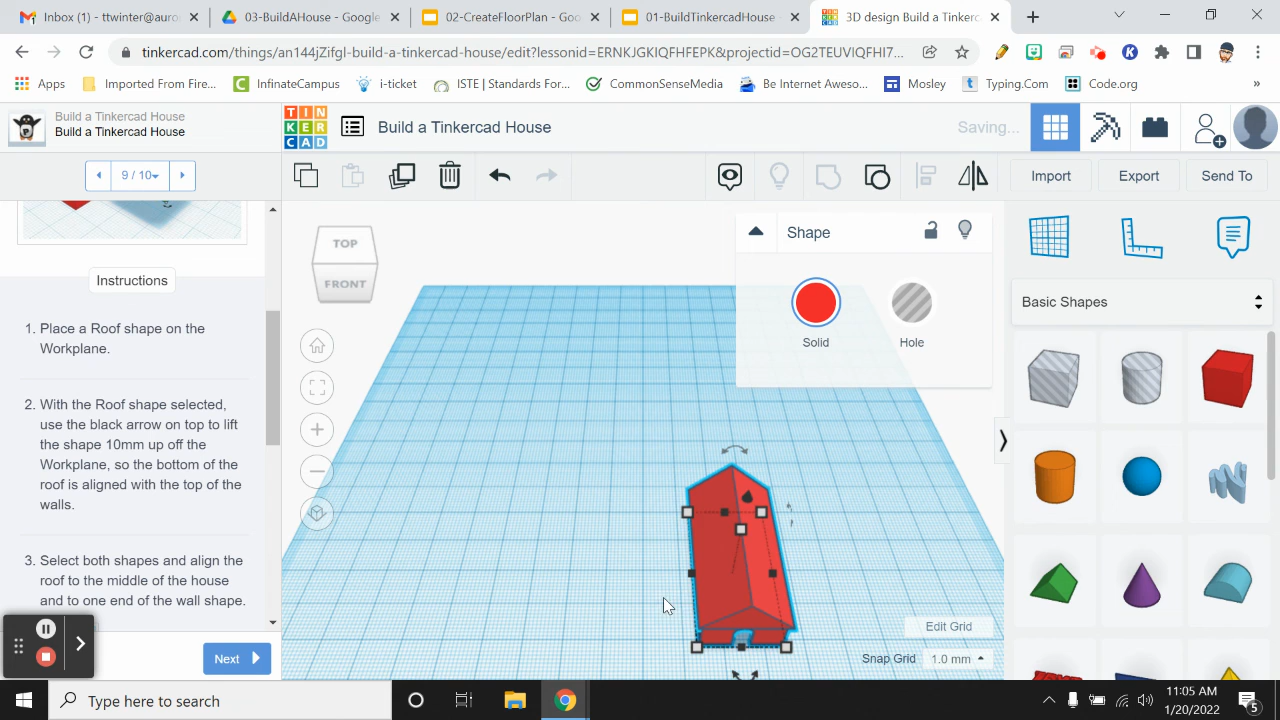 Inbox (1) - ttverner@auror
03-BuildAHouse - Google
02-CreateFloorPlan - Goo
01-BuildTinkercadHouse
3D design Build a Tinkerc
tinkercad.com/things/an144jZifgl-build-a-tinkercad-house/edit?lessonid=ERNKJGKIQFHFEPK&projectid=OG2TEUVIQFHI7...
Apps
Imported From Fire
InfinateCampus
i-ticket
ISTE | Standards For...
CommonSenseMedia
Be Internet Aweso...
Mosley
Typing.Com
Code.org
»
Build a Tinkercad House
Build a Tinkercad House
TIN
KER
CAD
Build a Tinkercad House
Saving...
9 / 10
Import
Export
Send To
Instructions
1. Place a Roof shape on the
Workplane.
2. With the Roof shape selected,
use the black arrow on top to lift
the shape 10mm up off the
Workplane, so the bottom of the
roof is aligned with the top of the
walls.
3. Select both shapes and align the
roof to the middle of the house
and to one end of the wall shape.
Next
TOP
FRONT
Shape
Solid
Hole
Edit Grid
Snap Grid
1.0 mm
Basic Shapes
Type here to search
11:05 AM
1/20/2022
5